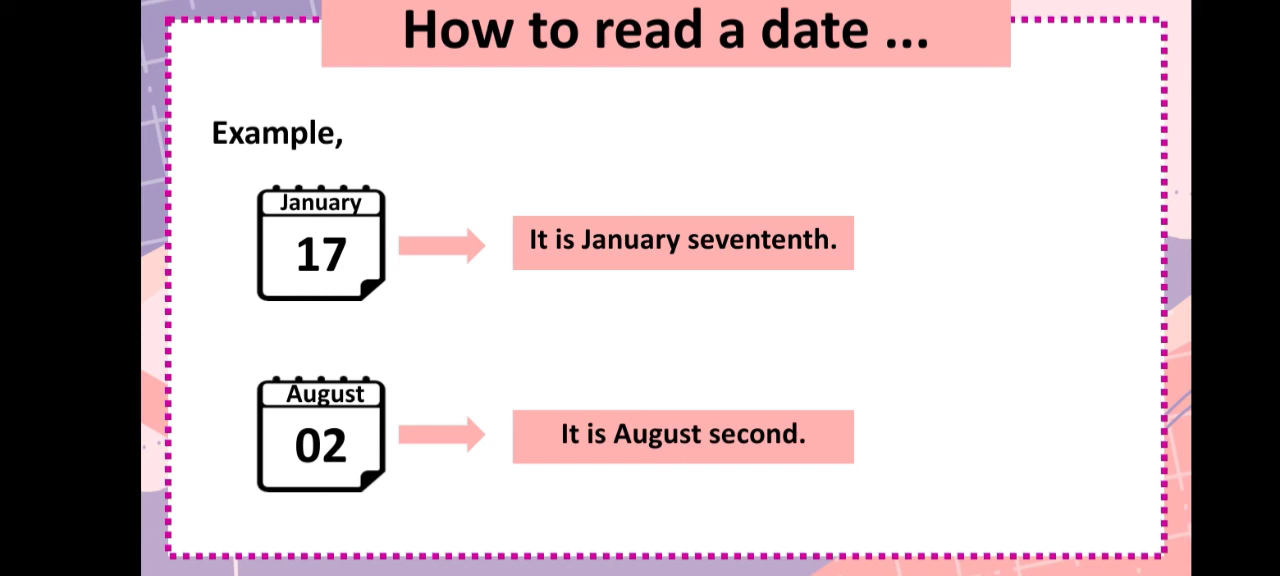 How to read a date ...
Example,
January
17
It is January sevententh.
August
02
It is August second.